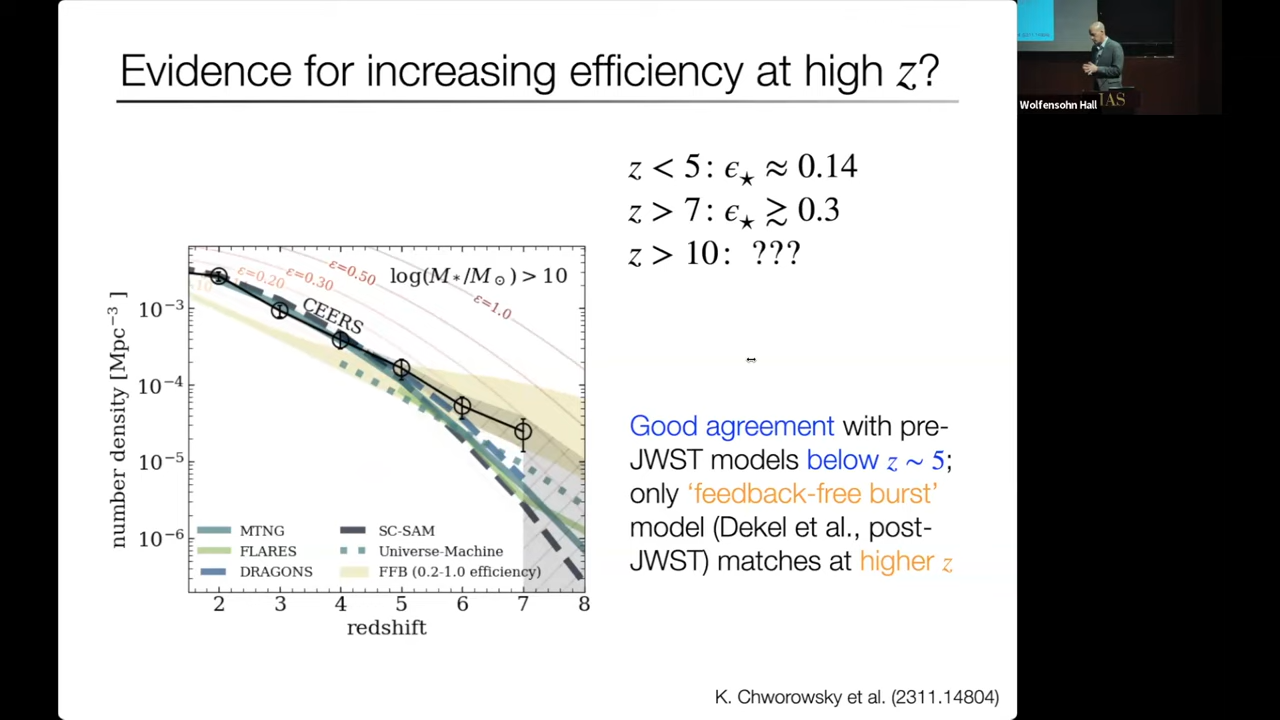 Evidence for increasing efficiency at high z?
z < 5: ϵ⋆ ≈ 0.14
z > 7: ϵ⋆ ≳ 0.3
z > 10: ???
ε=0.20
ε=0.30
ε=0.50
ε=1.0
log(M*/M⊙) > 10
CEERS
number density [Mpc⁻³ ]
10⁻³
10⁻⁴
10⁻⁵
10⁻⁶
MTNG
FLARES
DRAGONS
SC-SAM
Universe-Machine
FFB (0.2-1.0 efficiency)
2 3 4 5 6 7 8
redshift
Good agreement with pre-
JWST models below z ~ 5;
only ‘feedback-free burst’
model (Dekel et al., post-
JWST) matches at higher z
K. Chworowsky et al. (2311.14804)
Wolfensohn Hall
IAS